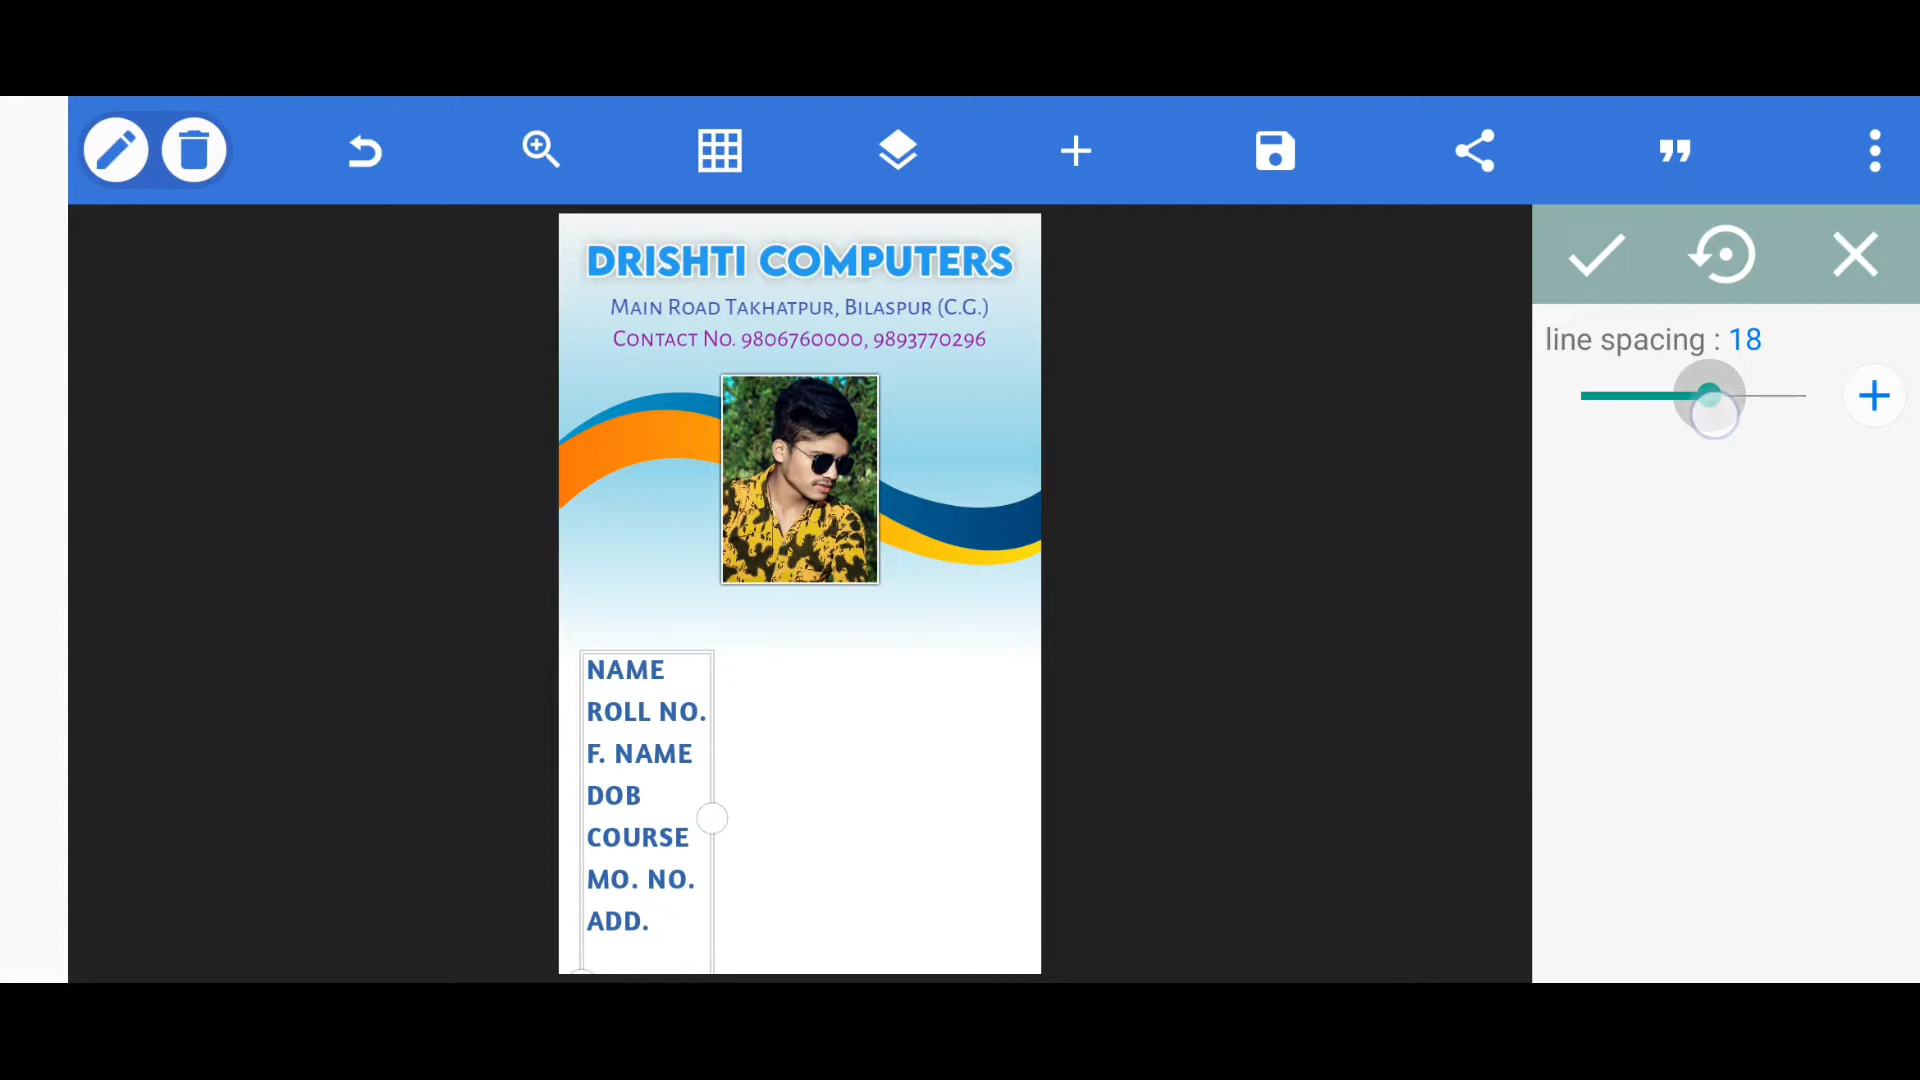 DRISHTI COMPUTERS
MAIN ROAD TAKHATPUR, BILASPUR (C.G.)
CONTACT NO. 9806760000, 9893770296
line spacing : 18
NAME
ROLL NO.
F. NAME
DOB
COURSE
MO. NO.
ADD.